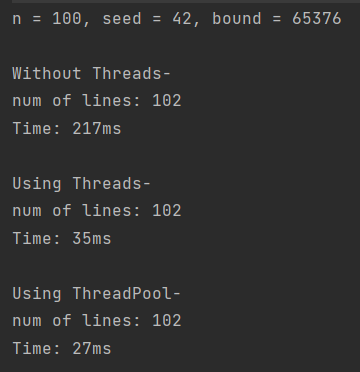 n = 100, seed = 42, bound = 65376
Without Threads-
num of lines: 102
Time: 217ms
Using Threads-
num of lines: 102
Time: 35ms
Using ThreadPool-
num of lines: 102
Time: 27ms